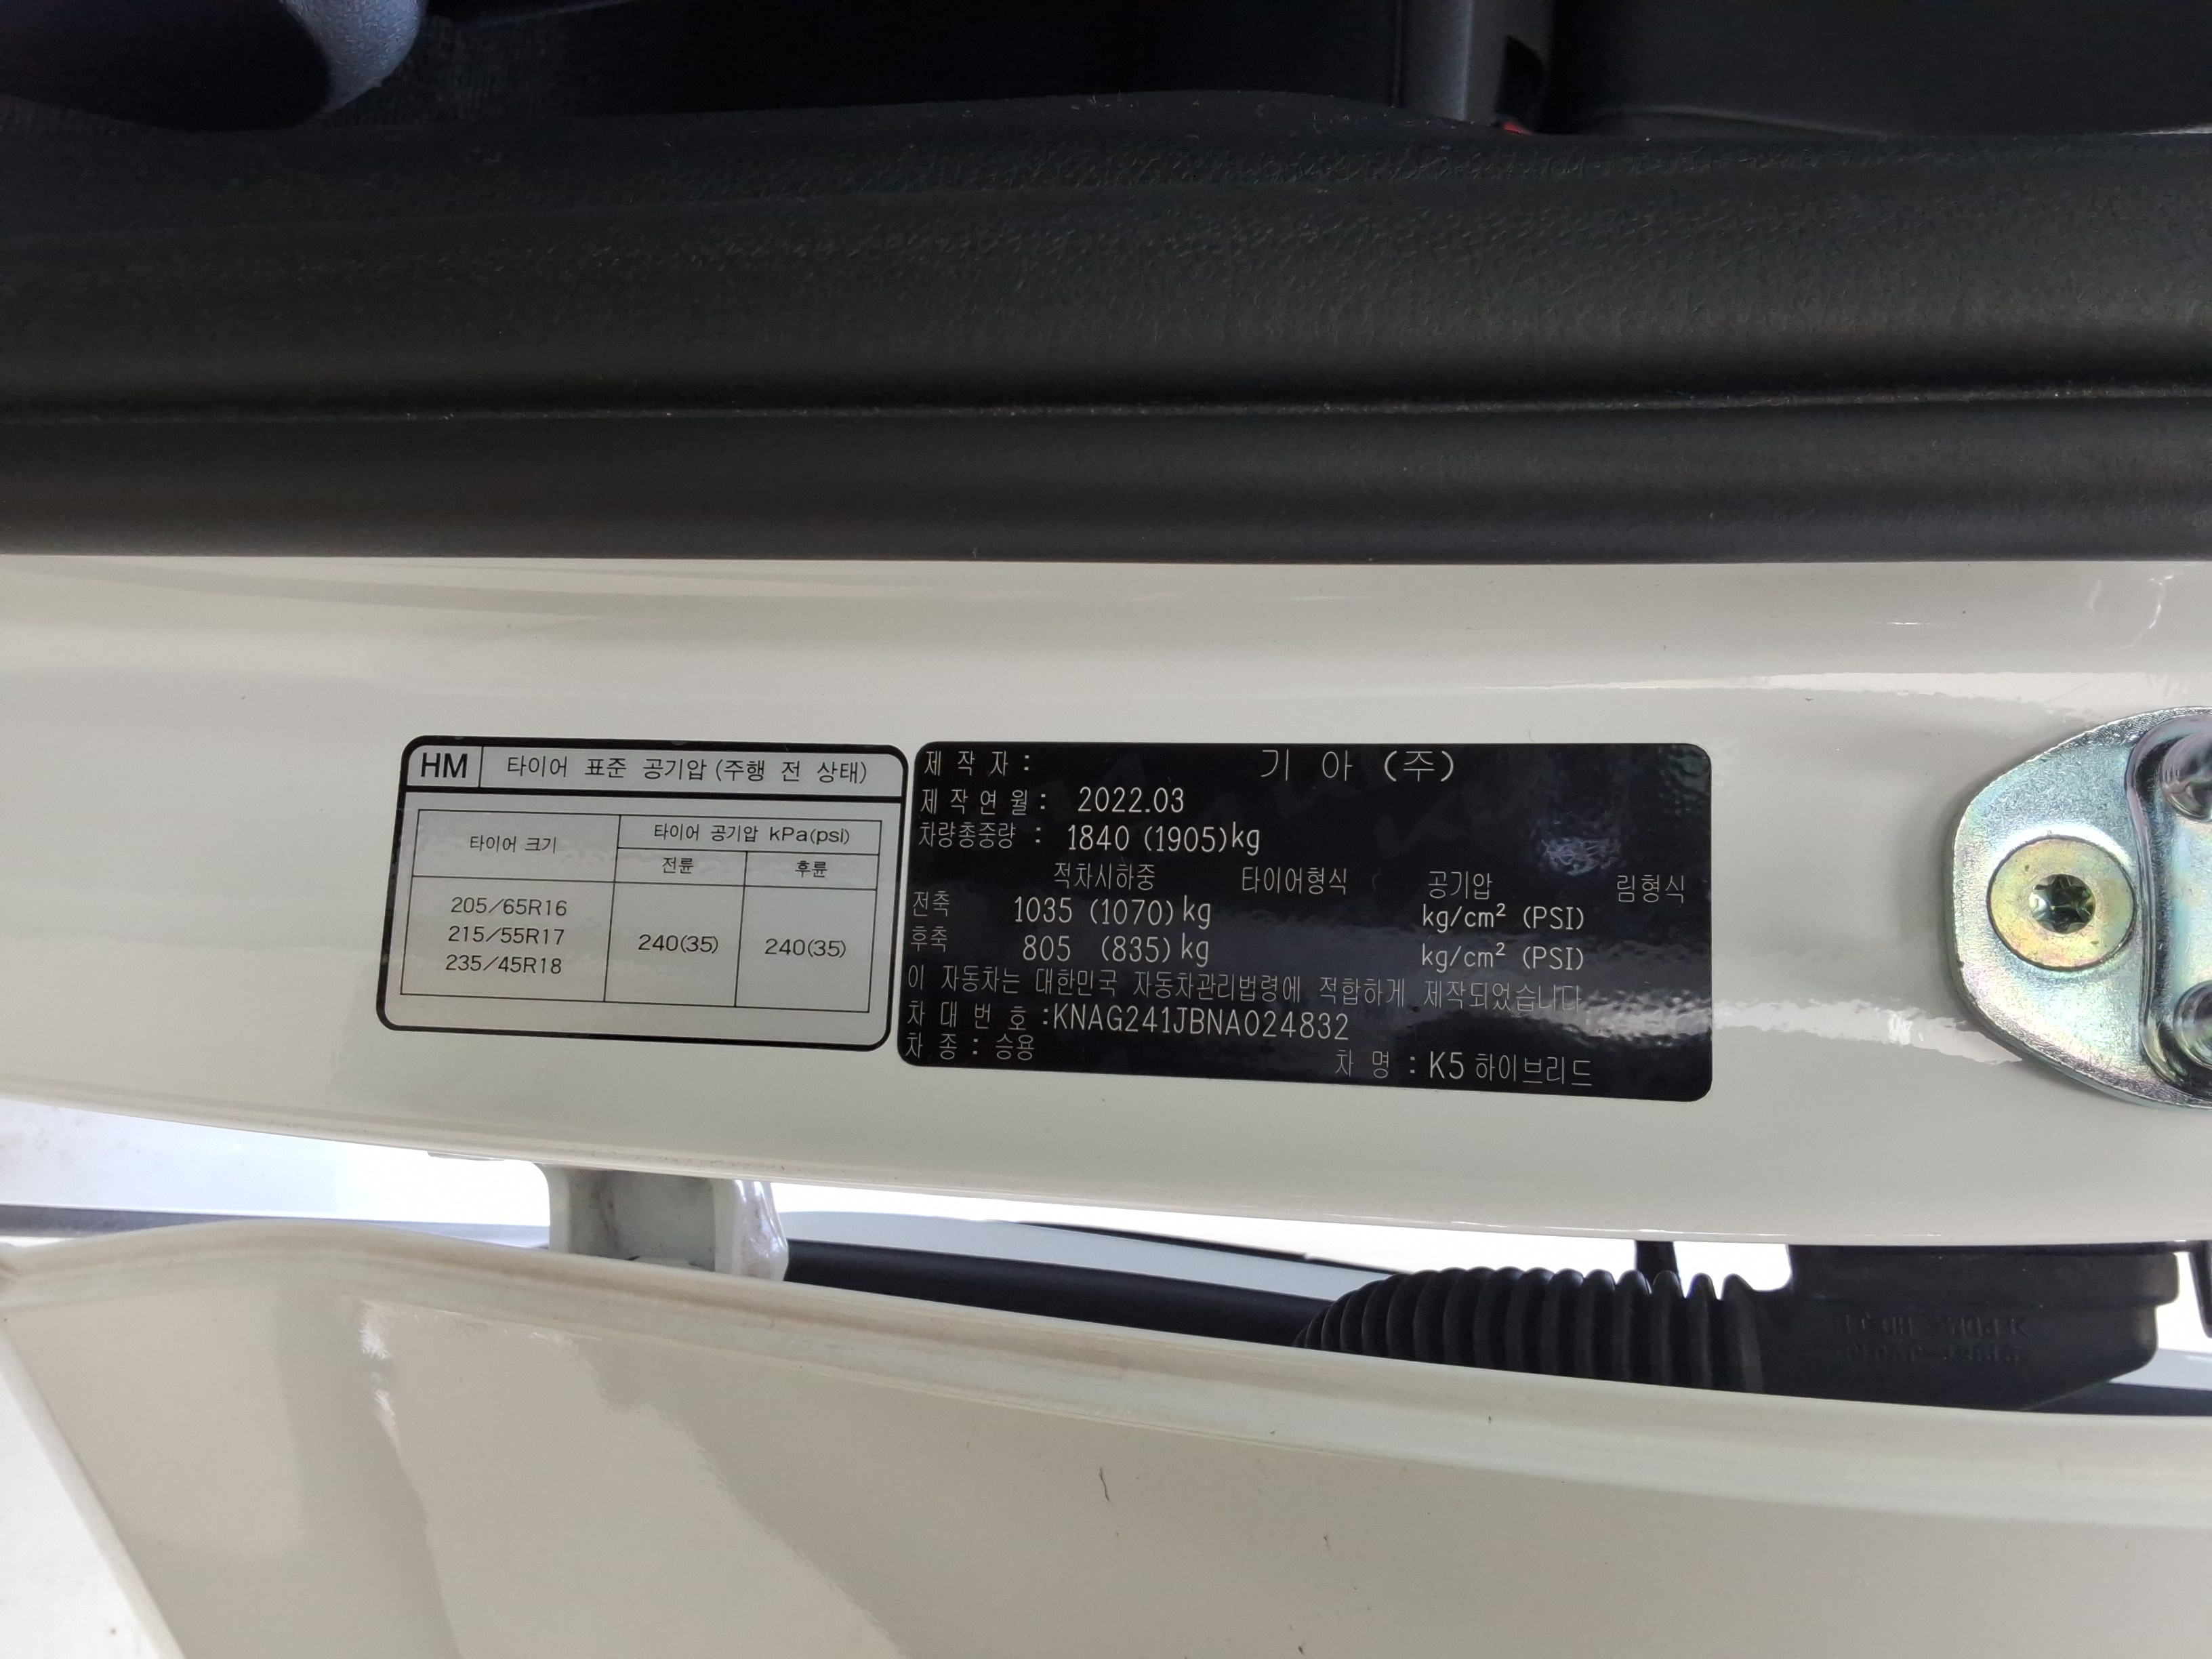 HM 타이어 표준 공기압 (주행 전 상태)
타이어 크기 타이어 공기압 kPa(psi)
전륜 후륜
205/65R16
215/55R17
235/45R18
240(35) 240(35)
제 작 자 : 기 아 (주)
제 작 연 월 : 2022.03
차량총중량 : 1840 (1905)kg
적차시하중 타이어형식 공기압 림형식
전축 1035 (1070)kg kg/cm² (PSI)
후축 805 (835)kg kg/cm² (PSI)
이 자동차는 대한민국 자동차관리법령에 적합하게 제작되었습니다.
차 대 번 호 :KNAG241JBNA024832
차 종 : 승용 차 명 : K5 하이브리드